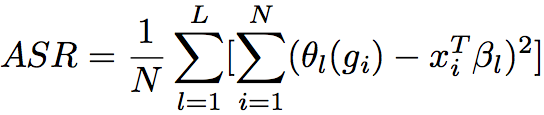 ASR = \frac{1}{N} \sum_{l=1}^{L} [\sum_{i=1}^{N} (\theta_l(g_i) - x_i^T \beta_l)^2]